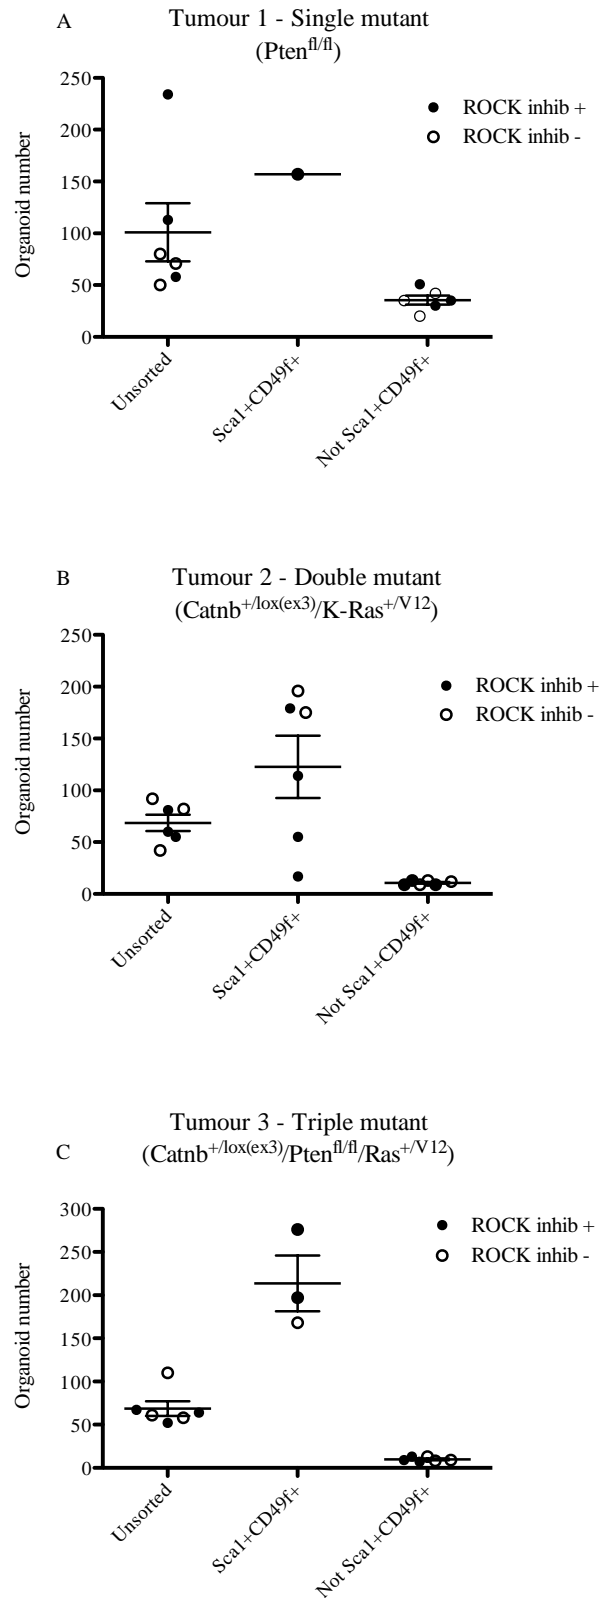 A
Tumour 1 - Single mutant
(Pten^fl/fl)
250
200
150
100
50
0
Organoid number
ROCK inhib +
ROCK inhib -
Unsorted
Sca1+CD49f+
Not Sca1+CD49f+
B
Tumour 2 - Double mutant
(Catnb^+/lox(ex3)/K-Ras^+/V12)
250
200
150
100
50
0
Organoid number
ROCK inhib +
ROCK inhib -
Unsorted
Sca1+CD49f+
Not Sca1+CD49f+
C
Tumour 3 - Triple mutant
(Catnb^+/lox(ex3)/Pten^fl/fl/Ras^+/V12)
300
250
200
150
100
50
0
Organoid number
ROCK inhib +
ROCK inhib -
Unsorted
Sca1+CD49f+
Not Sca1+CD49f+